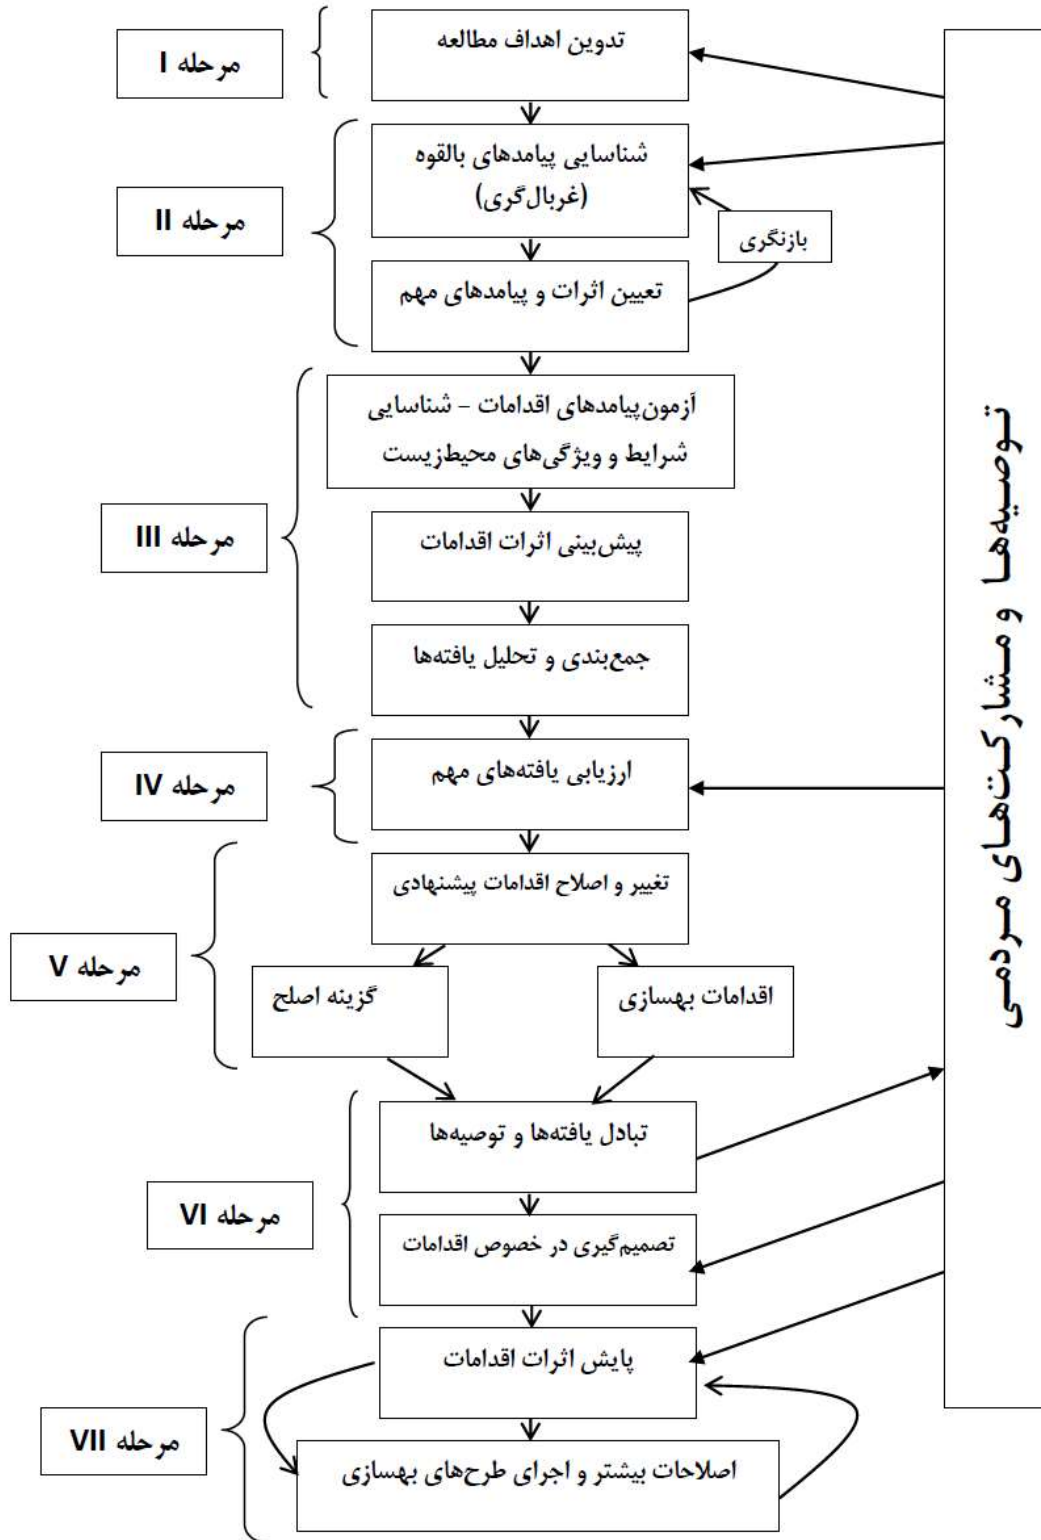 تدوین اهداف مطالعه
مرحله I
شناسایی پیامدهای بالقوه
(غربال‌گری)
مرحله II
بازنگری
تعیین اثرات و پیامدهای مهم
آزمون‌پیامدهای اقدامات – شناسایی
شرایط و ویژگی‌های محیط‌زیست
مرحله III
پیش‌بینی اثرات اقدامات
جمع‌بندی و تحلیل یافته‌ها
ارزیابی یافته‌های مهم
مرحله IV
تغییر و اصلاح اقدامات پیشنهادی
مرحله V
اقدامات بهسازی
گزینه اصلح
تبادل یافته‌ها و توصیه‌ها
مرحله VI
تصمیم‌گیری در خصوص اقدامات
پایش اثرات اقدامات
مرحله VII
اصلاحات بیشتر و اجرای طرح‌های بهسازی
توصیه‌ها و مشارکت‌های مردمی